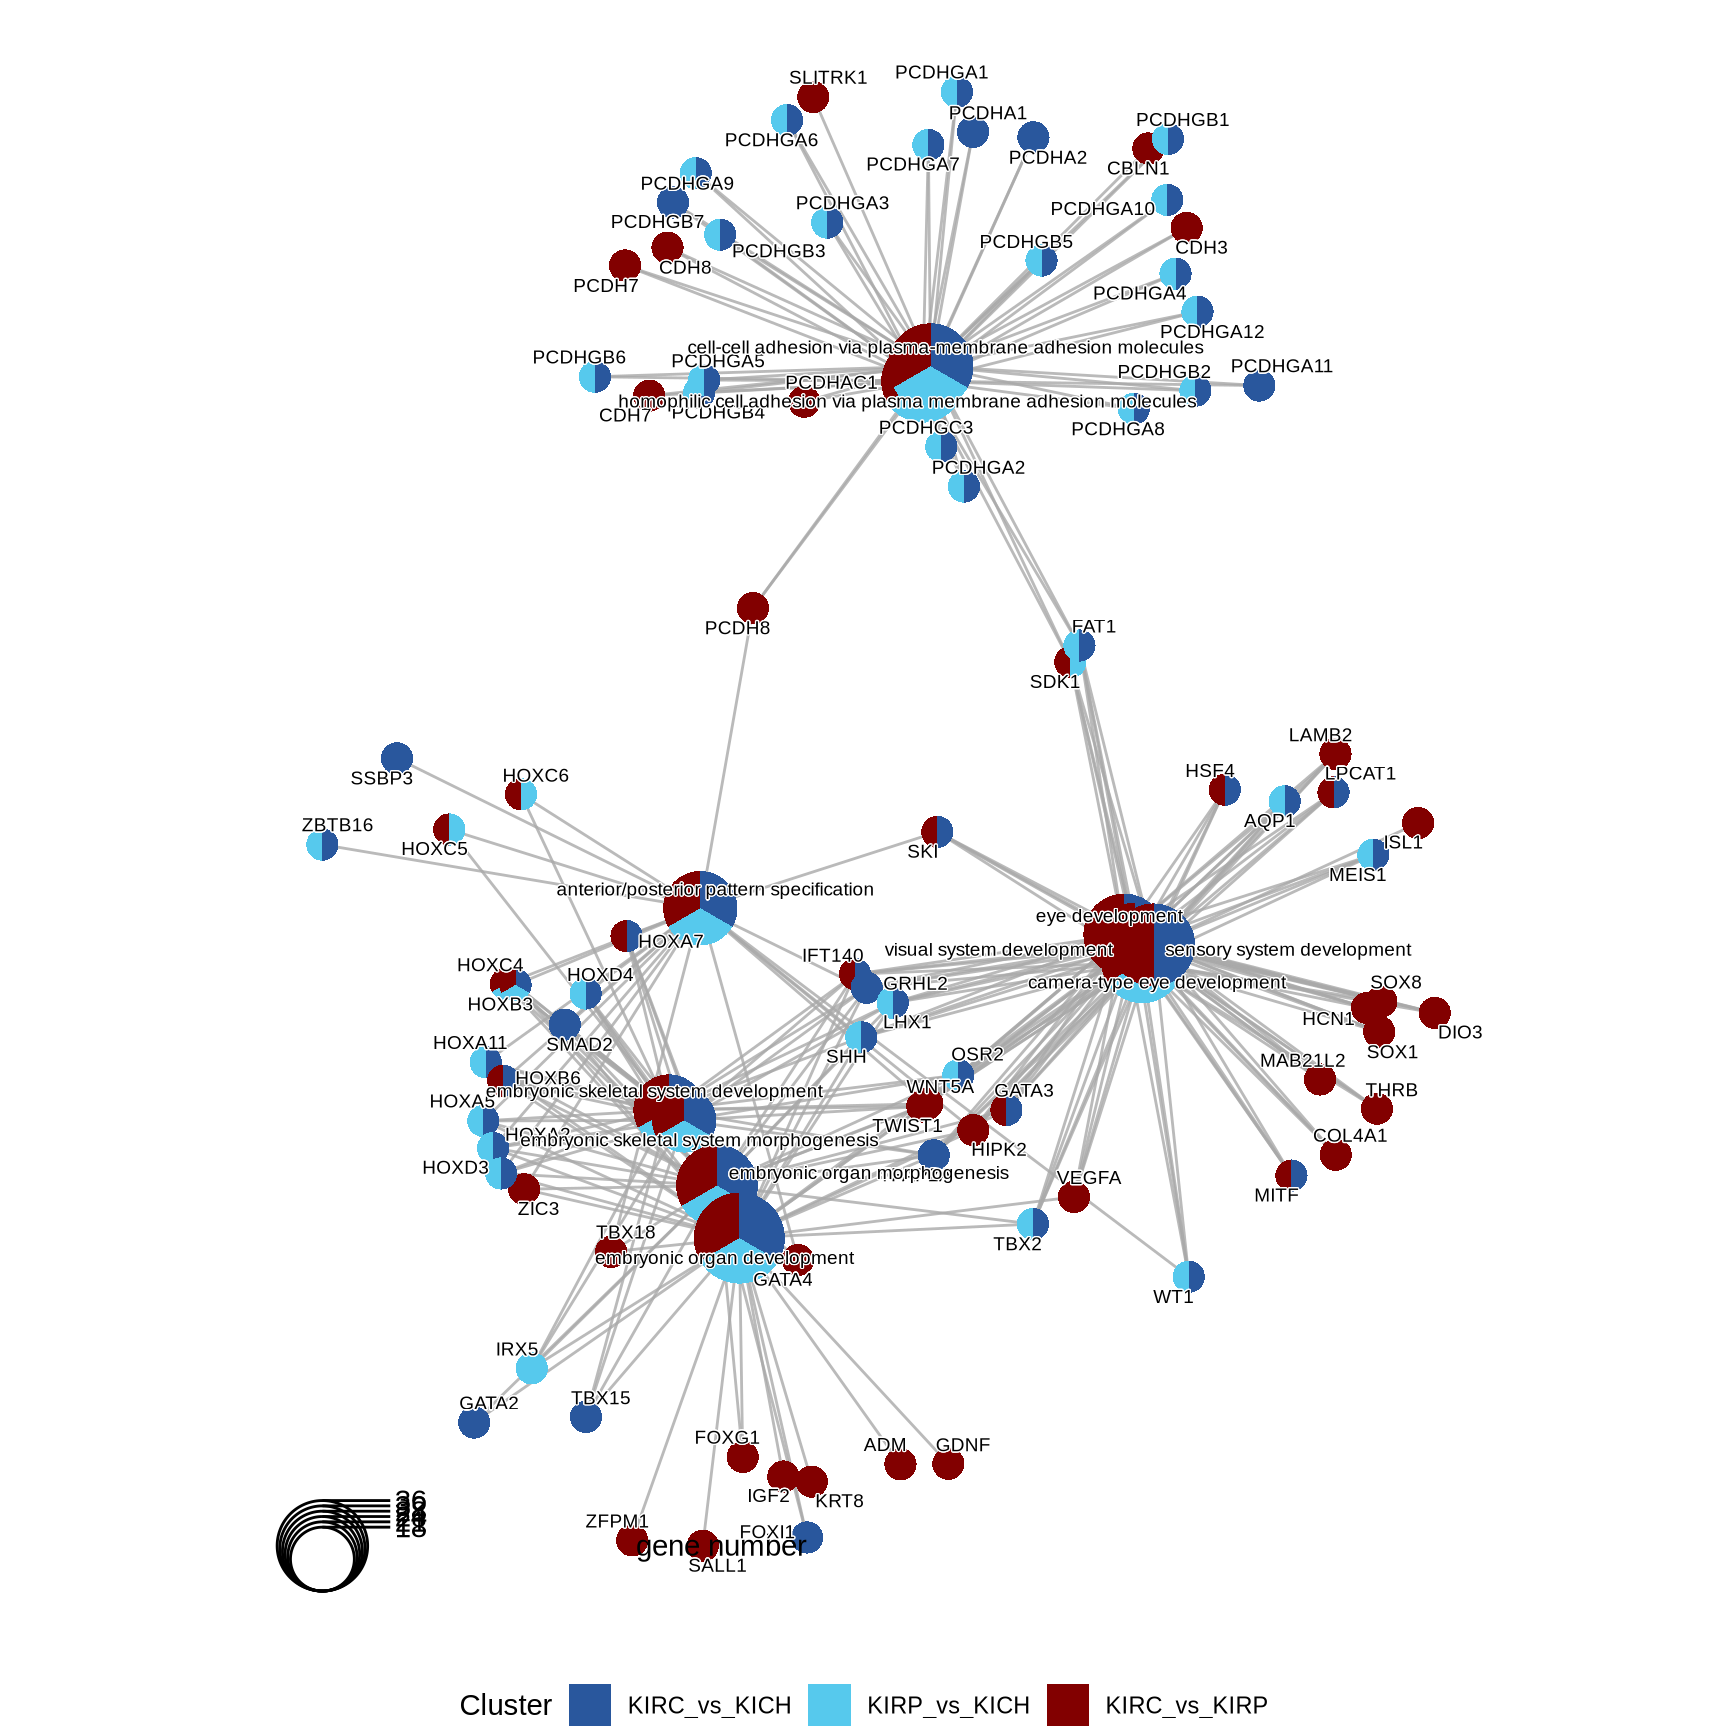 PCDHGA1
SLITRK1
PCDHA1
PCDHGB1
PCDHGA6
PCDHGA7
PCDHA2
CBLN1
PCDHGA9
PCDHGA3
PCDHGA10
PCDHGB7
PCDHGB3
PCDHGB5
CDH3
CDH8
PCDH7
PCDHGA4
PCDHGA12
cell-cell adhesion via plasma-membrane adhesion molecules
PCDHGB6
PCDHGA5
PCDHGB2
PCDHGA11
PCDHAC1
homophilic cell adhesion via plasma membrane adhesion molecules
CDH7
PCDHGB4
PCDHGC3
PCDHGA8
PCDHGA2
PCDH8
FAT1
SDK1
LAMB2
HSF4
LPCAT1
SSBP3
HOXC6
AQP1
ZBTB16
HOXC5
SKI
ISL1
MEIS1
anterior/posterior pattern specification
eye development
HOXA7
visual system development
sensory system development
IFT140
HOXC4
HOXD4
GRHL2
camera-type eye development
SOX8
HOXB3
LHX1
HCN1
DIO3
HOXA11
SMAD2
SHH
OSR2
SOX1
MAB21L2
HOXB6
embryonic skeletal system development
WNT5A
GATA3
THRB
HOXA5
TWIST1
HOXA2
embryonic skeletal system morphogenesis
COL4A1
HIPK2
HOXD3
embryonic organ morphogenesis
VEGFA
MITF
ZIC3
TBX18
TBX2
embryonic organ development
GATA4
WT1
IRX5
GATA2
TBX15
FOXG1
ADM
GDNF
IGF2
KRT8
36
18
ZFPM1
FOXI1
gene number
SALL1
Cluster KIRC_vs_KICH KIRP_vs_KICH KIRC_vs_KIRP